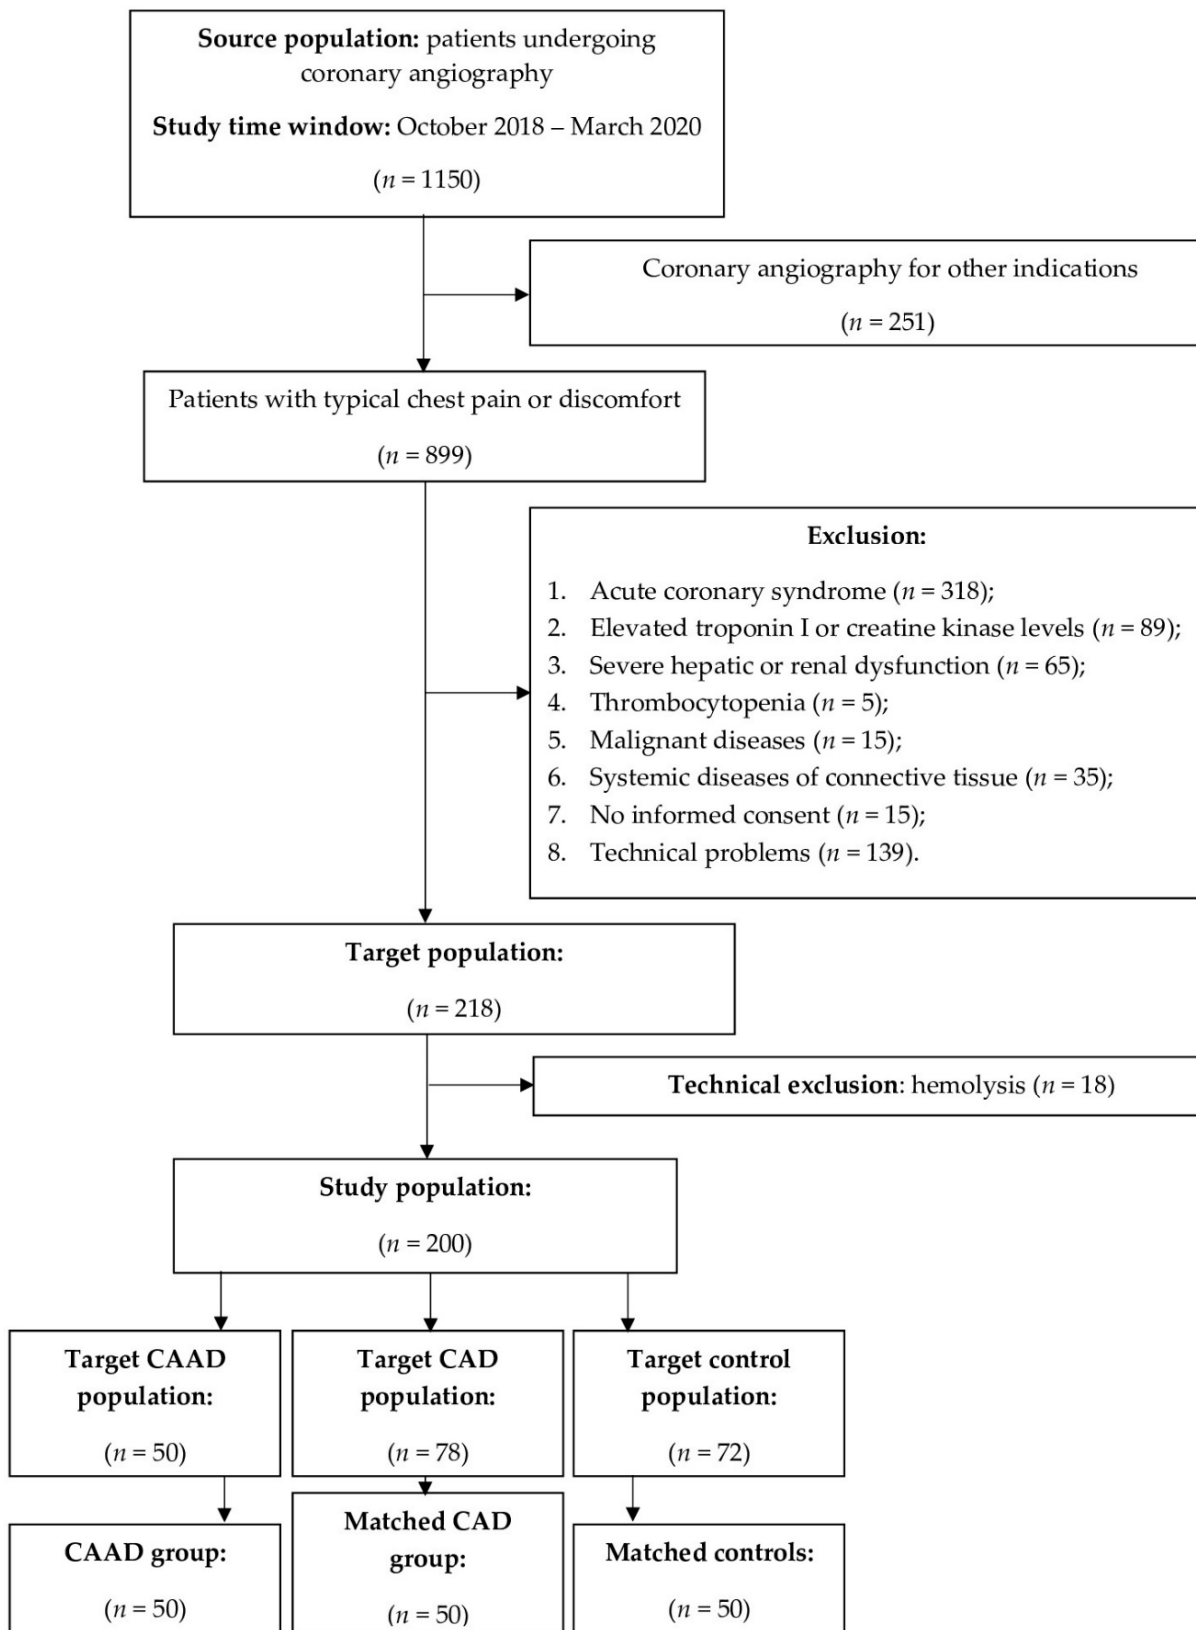 Source population: patients undergoing
coronary angiography
Study time window: October 2018 – March 2020
(n = 1150)
Coronary angiography for other indications
(n = 251)
Patients with typical chest pain or discomfort
(n = 899)
Exclusion:
1. Acute coronary syndrome (n = 318);
2. Elevated troponin I or creatine kinase levels (n = 89);
3. Severe hepatic or renal dysfunction (n = 65);
4. Thrombocytopenia (n = 5);
5. Malignant diseases (n = 15);
6. Systemic diseases of connective tissue (n = 35);
7. No informed consent (n = 15);
8. Technical problems (n = 139).
Target population:
(n = 218)
Technical exclusion: hemolysis (n = 18)
Study population:
(n = 200)
Target CAAD
population:
(n = 50)
Target CAD
population:
(n = 78)
Target control
population:
(n = 72)
CAAD group:
(n = 50)
Matched CAD
group:
(n = 50)
Matched controls:
(n = 50)